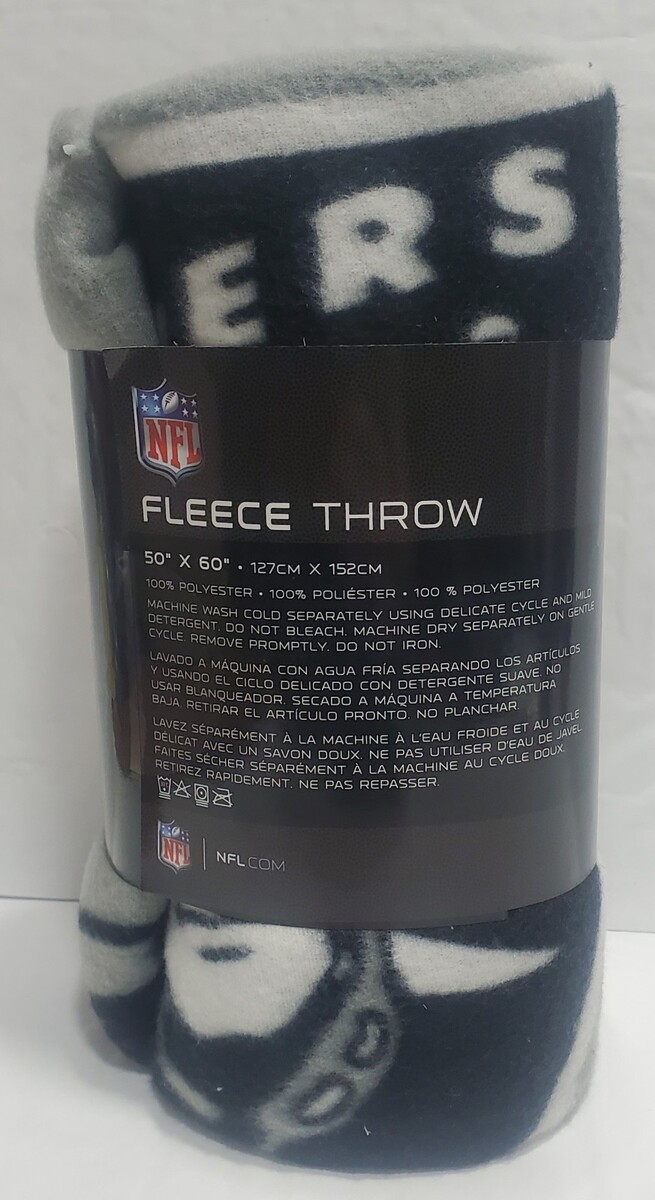 ERS
NFL
FLEECE THROW
50" X 60" • 127CM X 152CM
100% POLYESTER • 100% POLIÉSTER • 100 % POLYESTER
MACHINE WASH COLD SEPARATELY USING DELICATE CYCLE AND MILD
DETERGENT. DO NOT BLEACH. MACHINE DRY SEPARATELY ON GENTLE
CYCLE. REMOVE PROMPTLY. DO NOT IRON.
LAVADO A MÁQUINA CON AGUA FRÍA SEPARANDO LOS ARTÍCULOS
Y USANDO EL CICLO DELICADO CON DETERGENTE SUAVE. NO
USAR BLANQUEADOR. SECADO A MÁQUINA A TEMPERATURA
BAJA. RETIRAR EL ARTÍCULO PRONTO. NO PLANCHAR.
LAVEZ SÉPARÉMENT À LA MACHINE À L'EAU FROIDE ET AU CYCLE
DÉLICAT AVEC UN SAVON DOUX. NE PAS UTILISER D'EAU DE JAVEL.
FAITES SÉCHER SÉPARÉMENT À LA MACHINE AU CYCLE DOUX.
RETIREZ RAPIDEMENT. NE PAS REPASSER.
NFL | NFL.COM